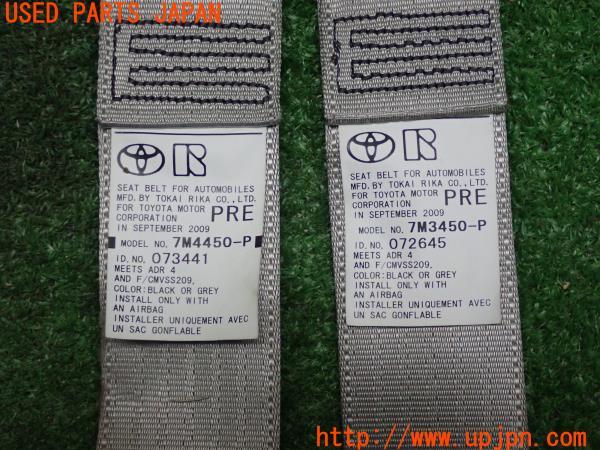 USED PARTS JAPAN
SEAT BELT FOR AUTOMOBILES
MFD. BY TOKAI RIKA CO.,LTD.
FOR TOYOTA MOTOR
CORPORATION PRE
IN SEPTEMBER 2009
MODEL NO. 7M4450-P
ID.NO. 073441
MEETS ADR 4
AND F/CMVSS209,
COLOR:BLACK OR GREY
INSTALL ONLY WITH
AN AIRBAG
INSTALLER UNIQUEMENT AVEC
UN SAC GONFLABLE
SEAT BELT FOR AUTOMOBILES
MFD. BY TOKAI RIKA CO.,LTD.
FOR TOYOTA MOTOR
CORPORATION PRE
IN SEPTEMBER 2009
MODEL NO. 7M3450-P
ID.NO. 072645
MEETS ADR 4
AND F/CMVSS209,
COLOR:BLACK OR GREY
INSTALL ONLY WITH
AN AIRBAG
INSTALLER UNIQUEMENT AVEC
UN SAC GONFLABLE
http://www.upjpn.com/